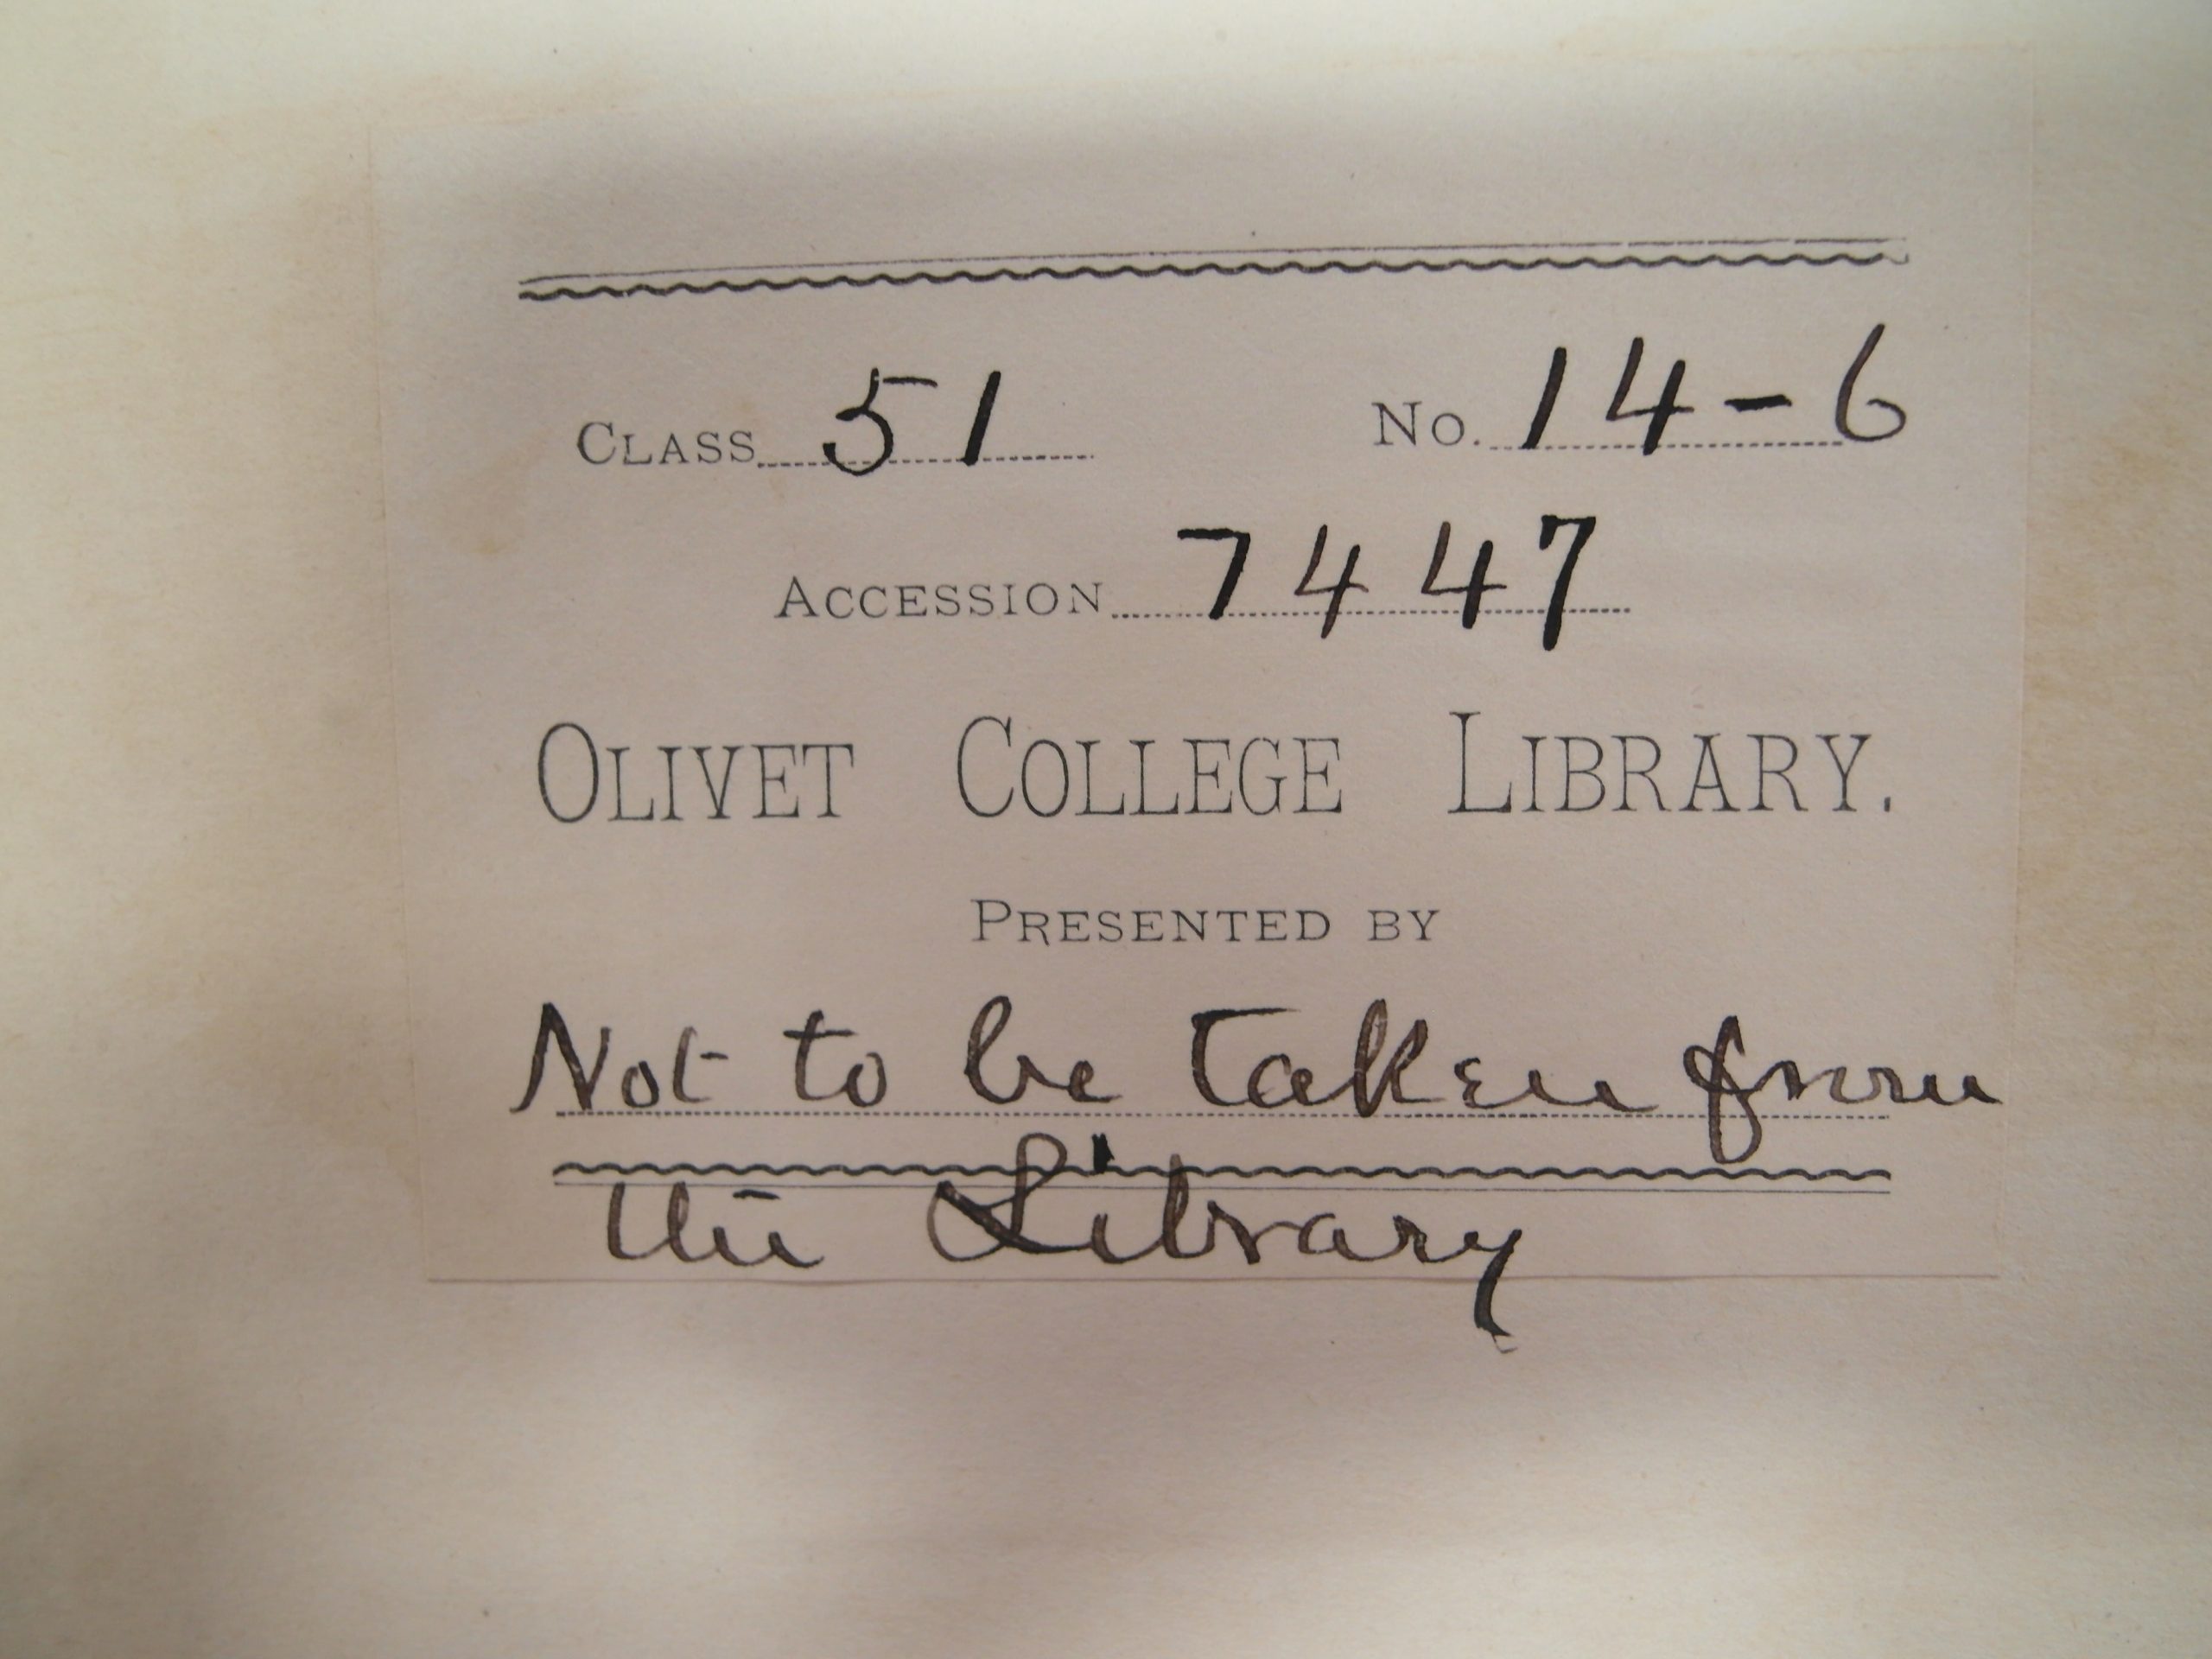 CLASS 51 No. 14-6
ACCESSION 7447
OLIVET COLLEGE LIBRARY.
PRESENTED BY
Not to be taken from
the Library